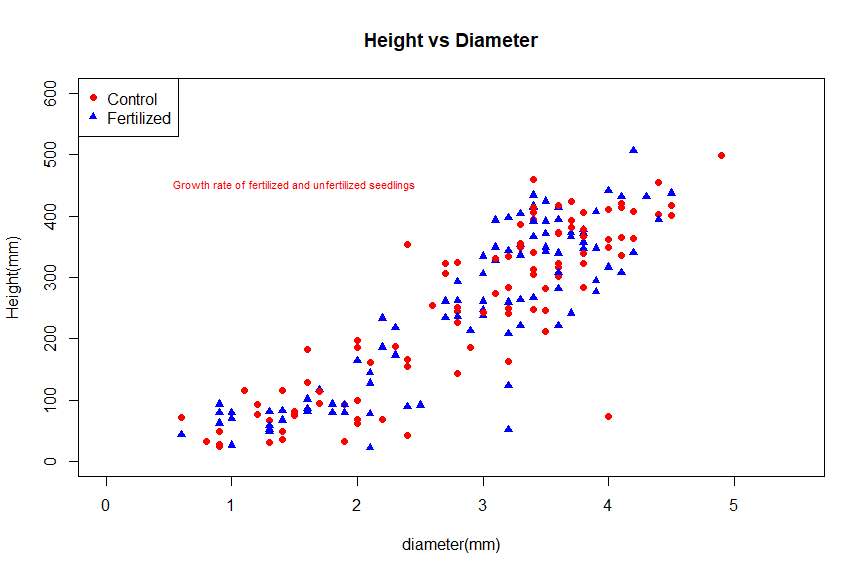 Height vs Diameter
Control
Fertilized
Growth rate of fertilized and unfertilized seedlings
Height(mm)
600
500
400
300
200
100
0
0 1 2 3 4 5
diameter(mm)